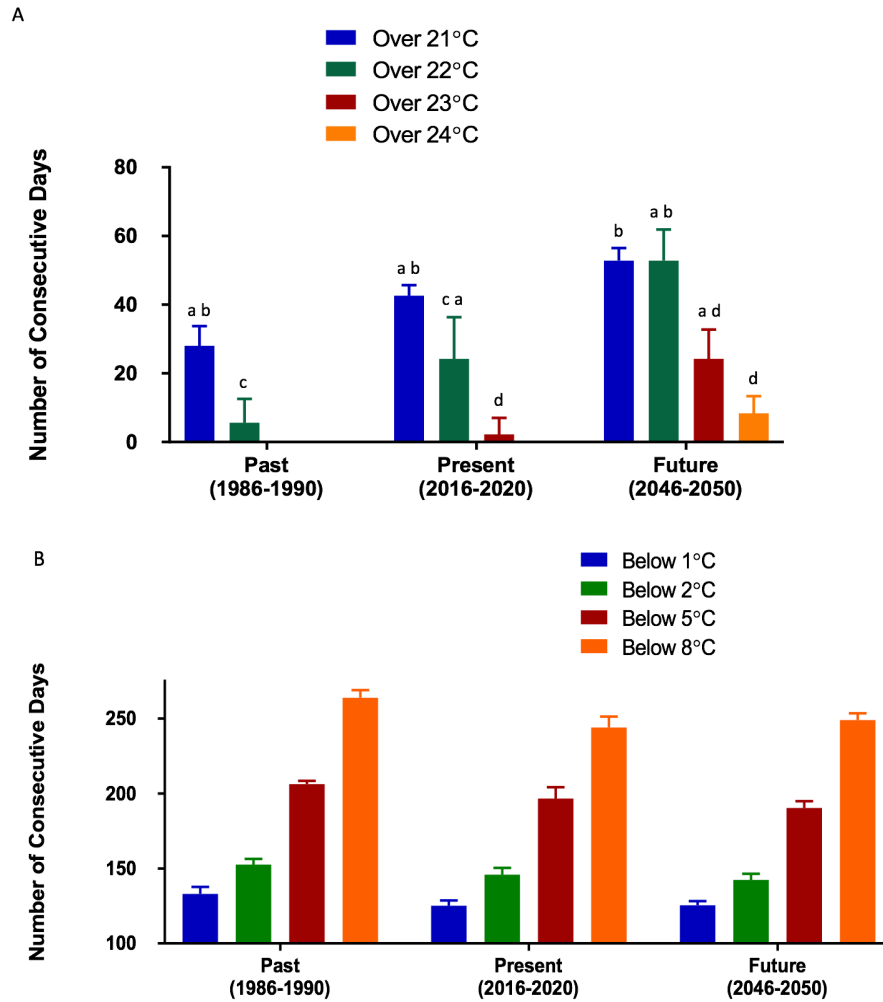 A
Over 21°C
Over 22°C
Over 23°C
Over 24°C
Number of Consecutive Days
80
60
40
20
0
a b
c
a b
c a
d
b
a b
a d
d
Past
(1986-1990)
Present
(2016-2020)
Future
(2046-2050)
B
Below 1°C
Below 2°C
Below 5°C
Below 8°C
Number of Consecutive Days
250
200
150
100
Past
(1986-1990)
Present
(2016-2020)
Future
(2046-2050)